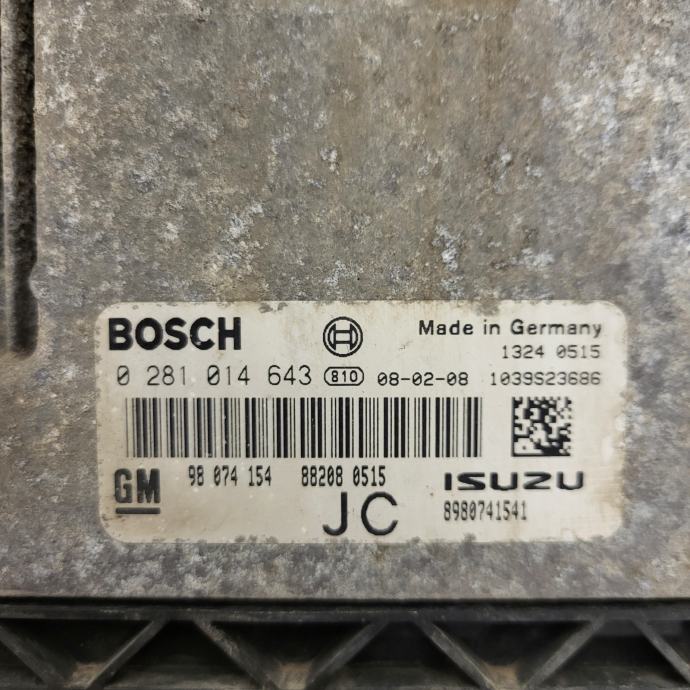 BOSCH Made in Germany
1324 0515
0 281 014 643 810 08-02-08 1039S23686
GM 98 074 154 88208 0515 ISUZU
JC 8980741541